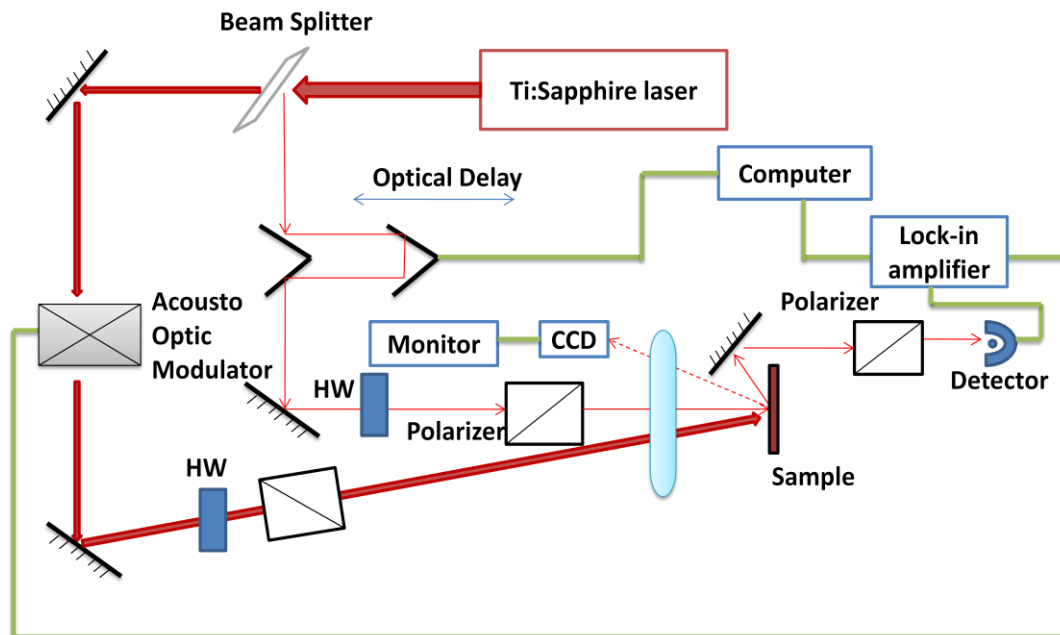 Beam Splitter
Ti:Sapphire laser
Optical Delay
Computer
Lock-in
amplifier
Acousto
Optic
Modulator
Monitor
CCD
Polarizer
Detector
HW
Polarizer
Sample
HW